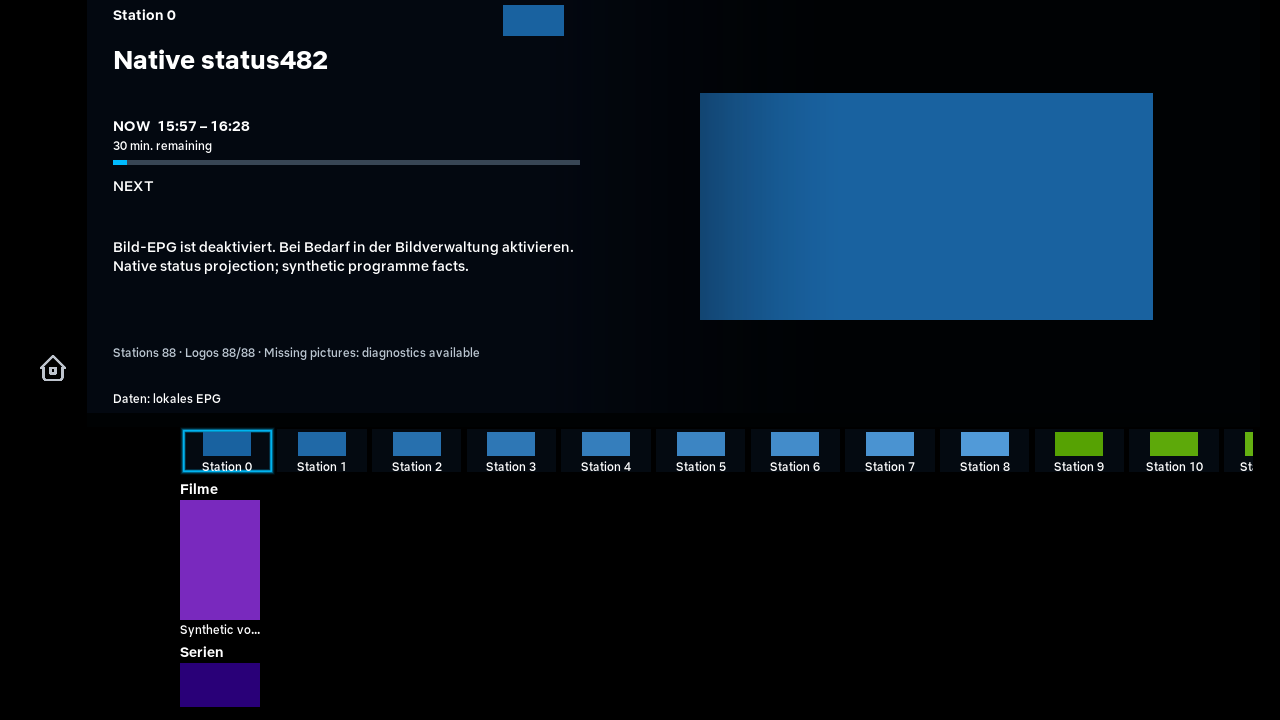 Station 0
Native status482
NOW 15:57 – 16:28
30 min. remaining
NEXT
Bild-EPG ist deaktiviert. Bei Bedarf in der Bildverwaltung aktivieren.
Native status projection; synthetic programme facts.
Stations 88 · Logos 88/88 · Missing pictures: diagnostics available
Daten: lokales EPG
Station 0 Station 1 Station 2 Station 3 Station 4 Station 5 Station 6 Station 7 Station 8 Station 9 Station 10 St
Filme
Synthetic vo...
Serien